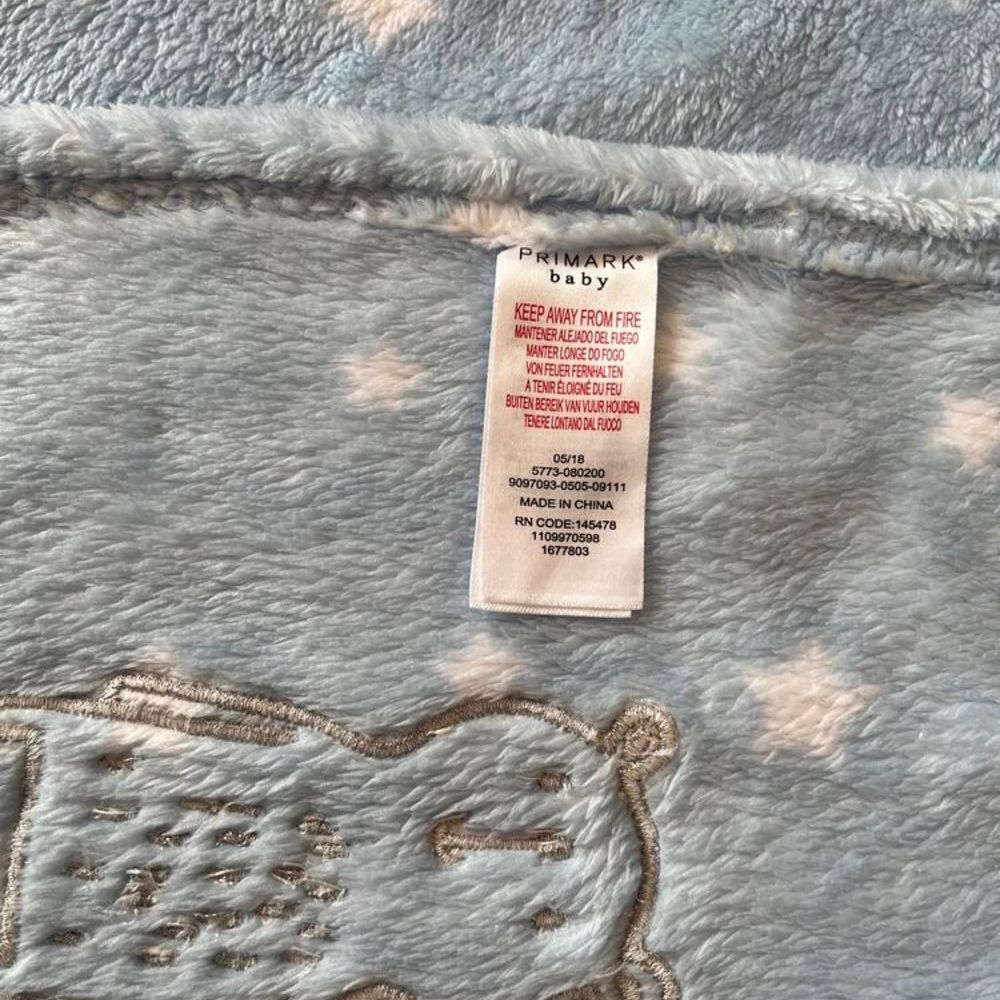 PRIMARK®
baby
KEEP AWAY FROM FIRE
MANTENER ALEJADO DEL FUEGO
MANTER LONGE DO FOGO
VON FEUER FERNHALTEN
A TENIR ÉLOIGNÉ DU FEU
BUITEN BEREIK VAN VUUR HOUDEN
TENERE LONTANO DAL FUOCO
05/18
5773-080200
9097093-0505-09111
MADE IN CHINA
RN CODE:145478
1109970598
1677803